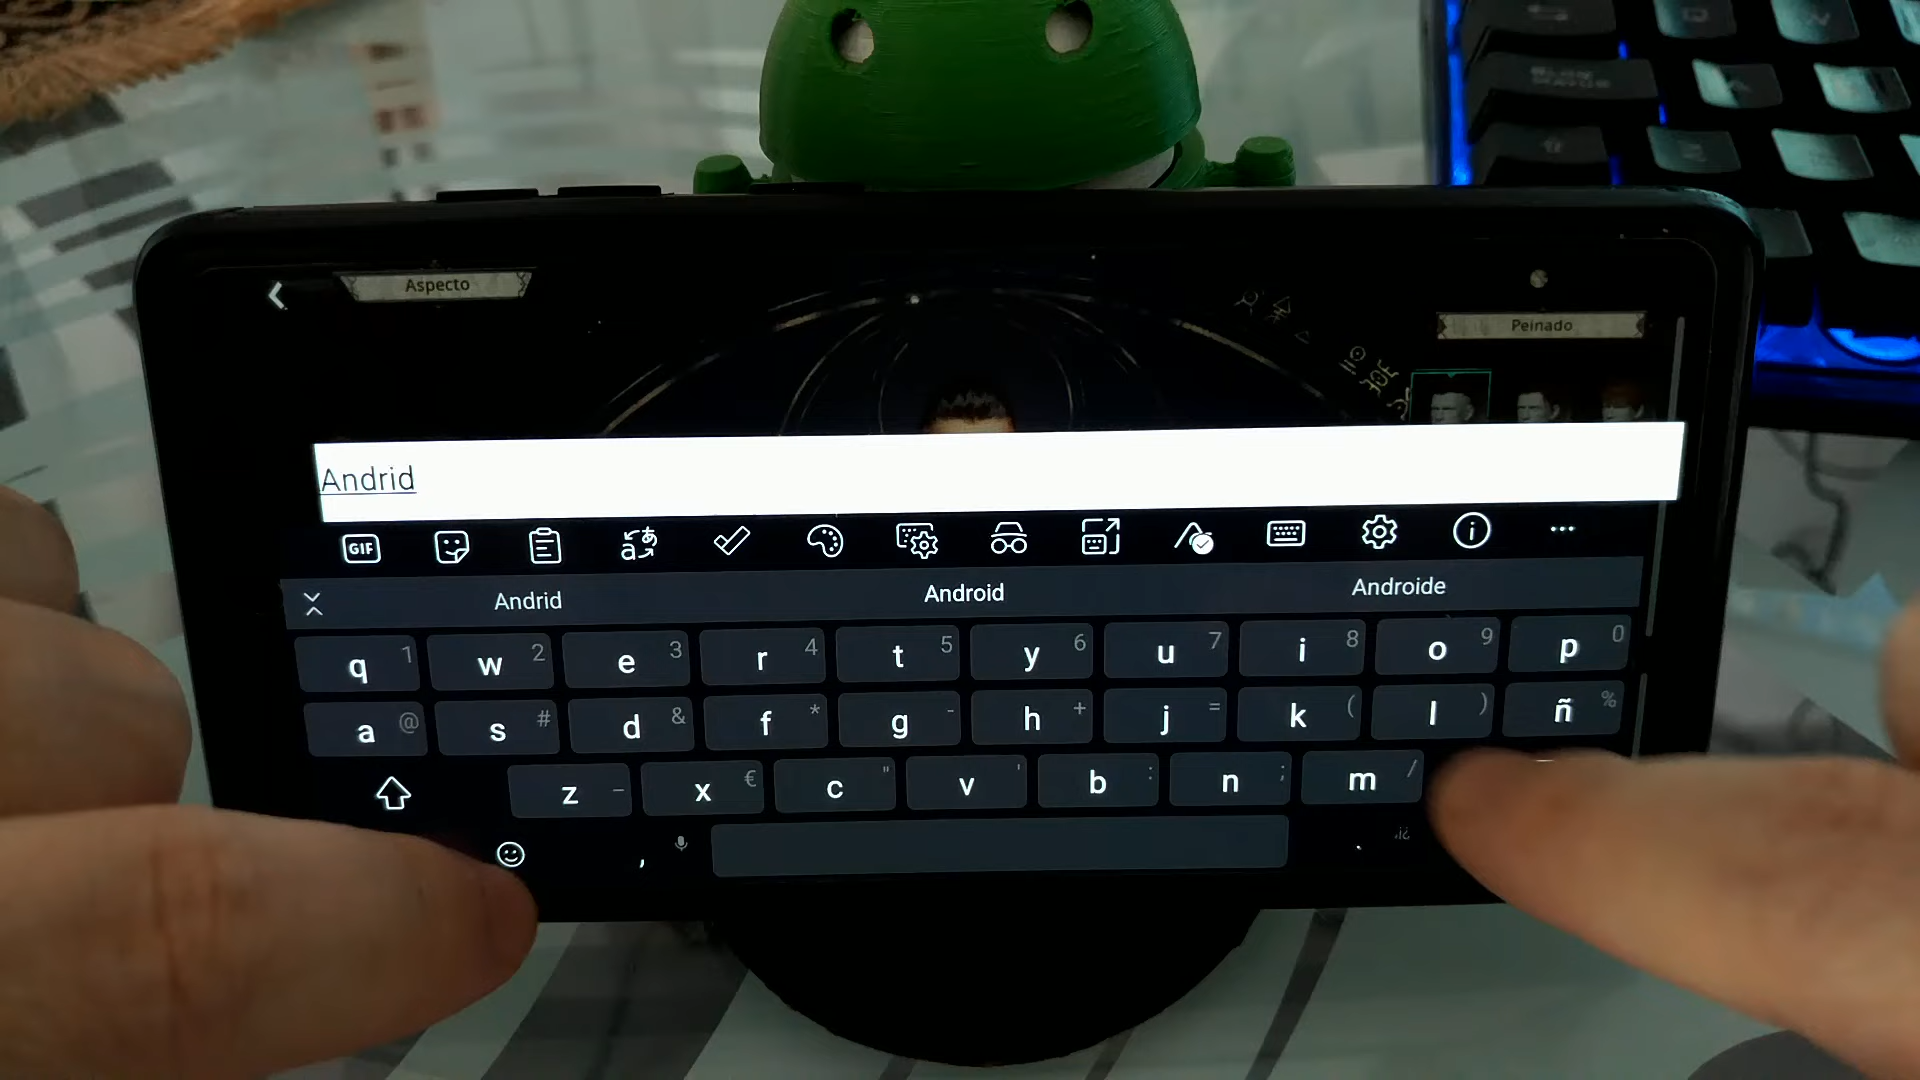 Aspecto
Peinado
Andrid
GIF
Andrid Android Androide
q 1 w 2 e 3 r 4 t 5 y 6 u 7 i 8 o 9 p 0
a @ s # d & f * g - h + j = k ( l ) ñ %
z _ x € c " v ' b : n ; m /
, .